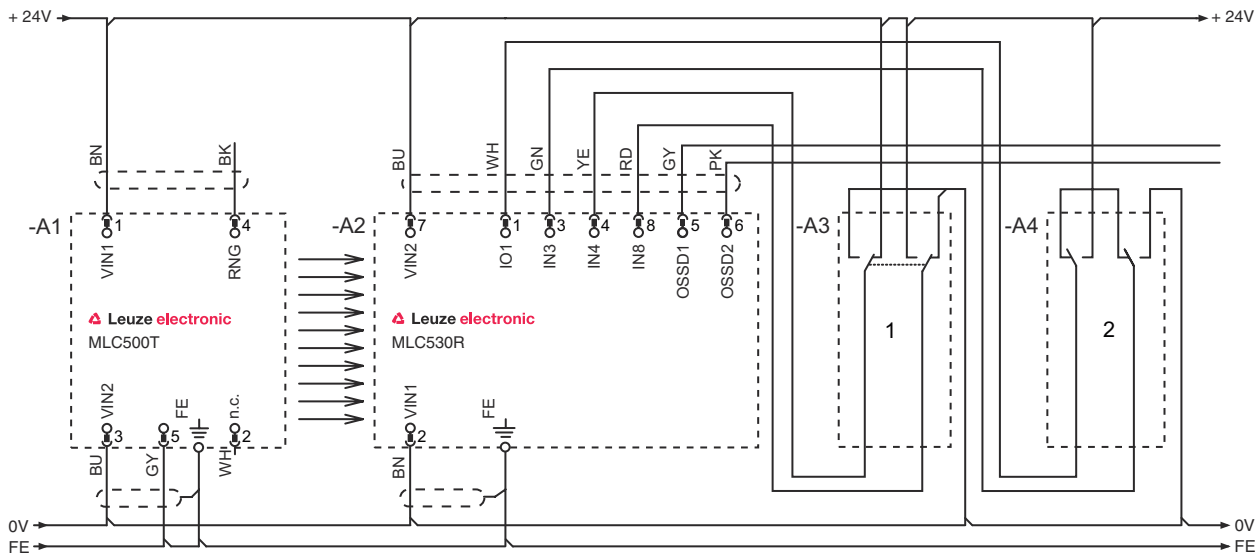 + 24V
+ 24V
BN
BK
BU
WH
GN
YE
RD
GY
PK
-A1
1
4
-A2
7
1
3
4
8
5
6
-A3
-A4
VIN1
RNG
VIN2
IO1
IN3
IN4
IN8
OSSD1
OSSD2
Leuze electronic
MLC500T
Leuze electronic
MLC530R
1
2
VIN2
FE
n.c.
VIN1
FE
3
5
2
2
BU
GY
WH
BN
0V
0V
FE
FE